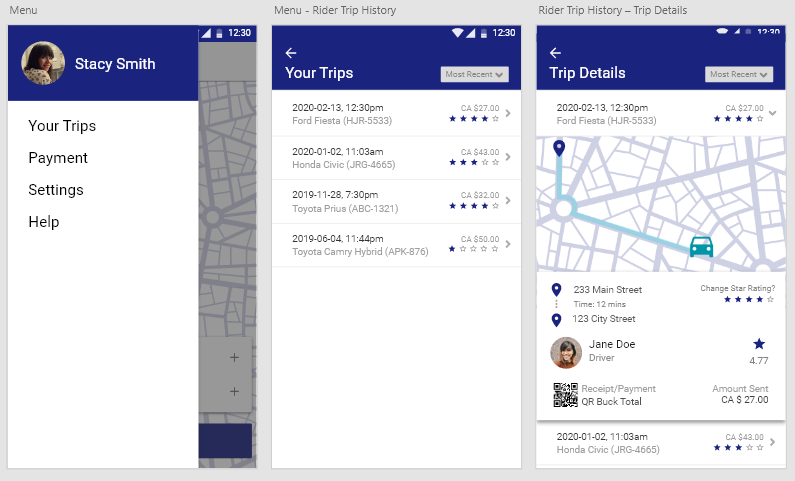 Menu
12:30
Stacy Smith
Your Trips
Payment
Settings
Help
Menu - Rider Trip History
12:30
Your Trips
Most Recent
2020-02-13, 12:30pm
CA $27.00
Ford Fiesta (HJR-5533)
2020-01-02, 11:03am
CA $43.00
Honda Civic (JRG-4665)
2019-11-28, 7:30pm
CA $32.00
Toyota Prius (ABC-1321)
2019-06-04, 11:44pm
CA $50.00
Toyota Camry Hybrid (APK-876)
Rider Trip History – Trip Details
12:30
Trip Details
Most Recent
2020-02-13, 12:30pm
CA $27.00
Ford Fiesta (HJR-5533)
233 Main Street
Change Star Rating?
Time: 12 mins
123 City Street
Jane Doe
Driver
4.77
Receipt/Payment
Amount Sent
QR Buck Total
CA $ 27.00
2020-01-02, 11:03am
CA $43.00
Honda Civic (JRG-4665)